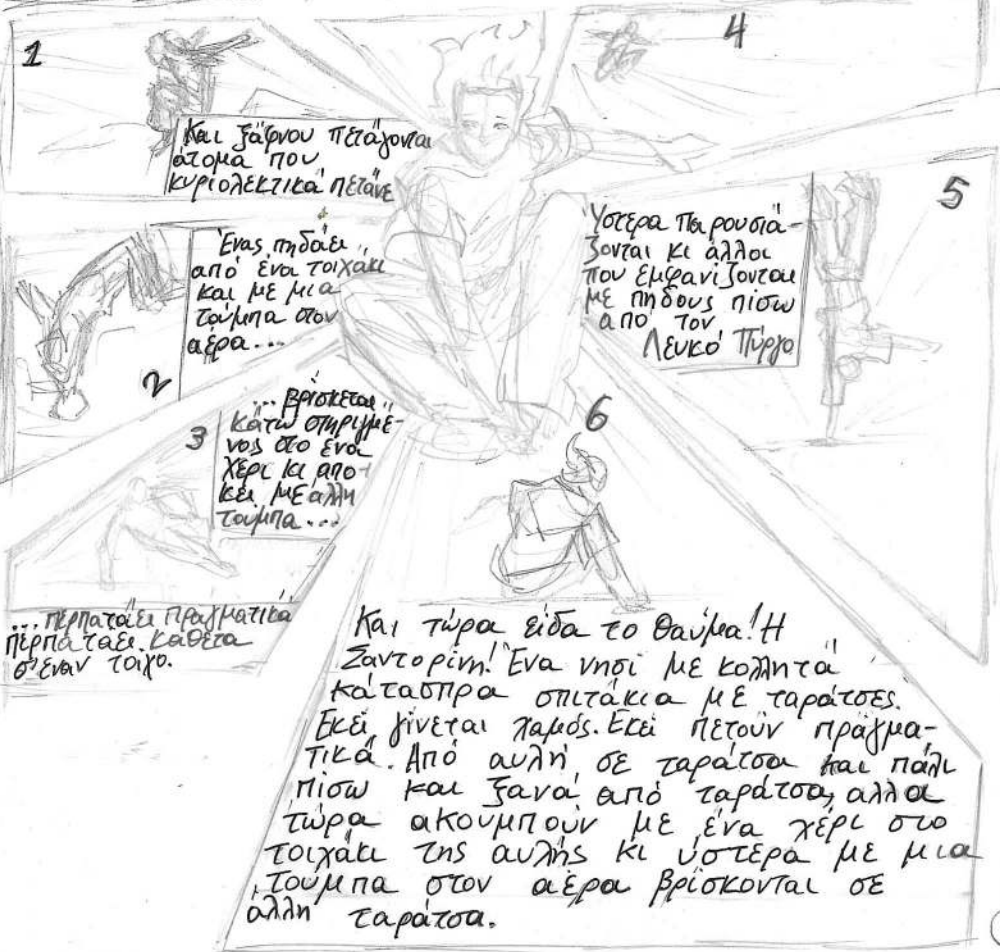 1
Και ξάφνου πετάγονται
άτομα που
κυριολεκτικά πετάνε
Ένας πηδάει
από ένα τοιχάκι
και με μια
τούμπα στον
αέρα...
2
3
... βρίσκεται
κάτω στηριγμέ-
νος στο ένα
χέρι κι απο
κει με άλλη
τούμπα...
... περπατάει πραγματικά
περπατάει κάθετα
σ' έναν τοίχο.
4
5
Ύστερα παρουσιά-
ζονται κι άλλοι
που εμφανίζονται
με πήδους πίσω
από τον
Λευκό Πύργο
6
Και τώρα είδα το θαύμα! Η
Σαντορίνη! Ένα νησί με κολλητά
κάτασπρα σπιτάκια με ταράτσες.
Εκεί γίνεται χαμός. Εκεί πετούν πραγμα-
τικά. Από αυλή σε ταράτσα και πάλι
πίσω και ξανά από ταράτσα, αλλα
τώρα ακουμπούν με ένα χέρι στο
τοιχάκι της αυλής κι ύστερα με μια
τούμπα στον αέρα βρίσκονται σε
άλλη ταράτσα.